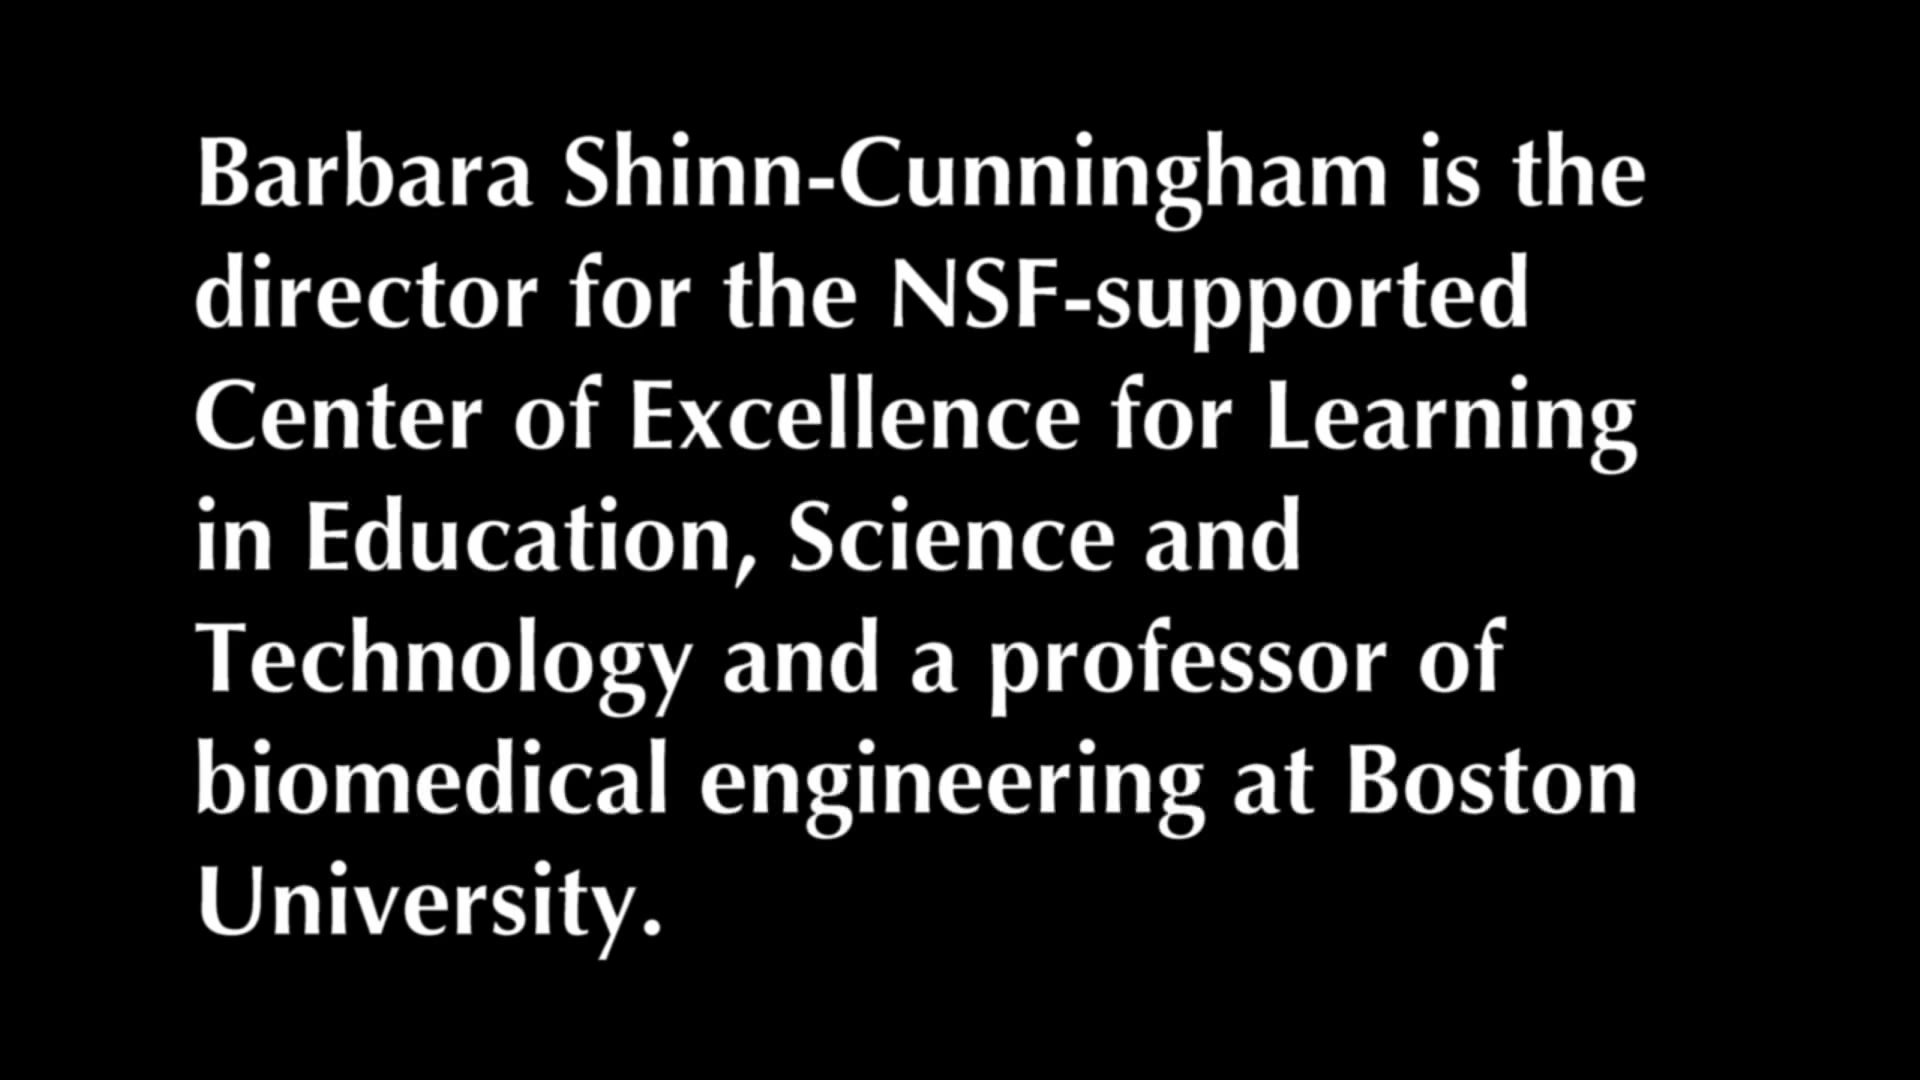 Barbara Shinn-Cunningham is the
director for the NSF-supported
Center of Excellence for Learning
in Education, Science and
Technology and a professor of
biomedical engineering at Boston
University.